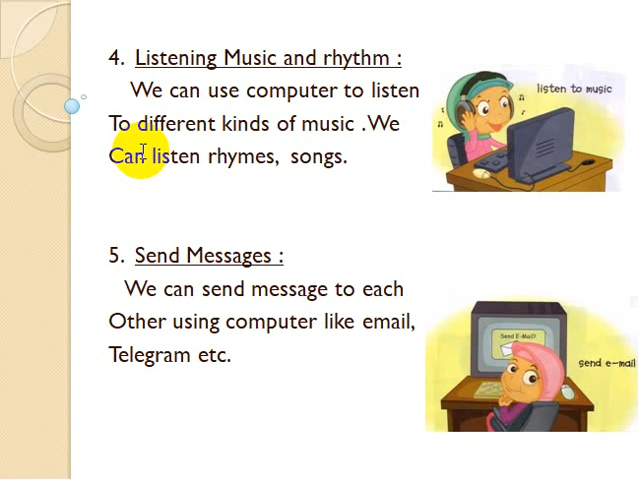 4. Listening Music and rhythm :
We can use computer to listen
To different kinds of music . We
Can listen rhymes, songs.
listen to music
5. Send Messages :
We can send message to each
Other using computer like email,
Telegram etc.
Send E-Mail?
send e-mail